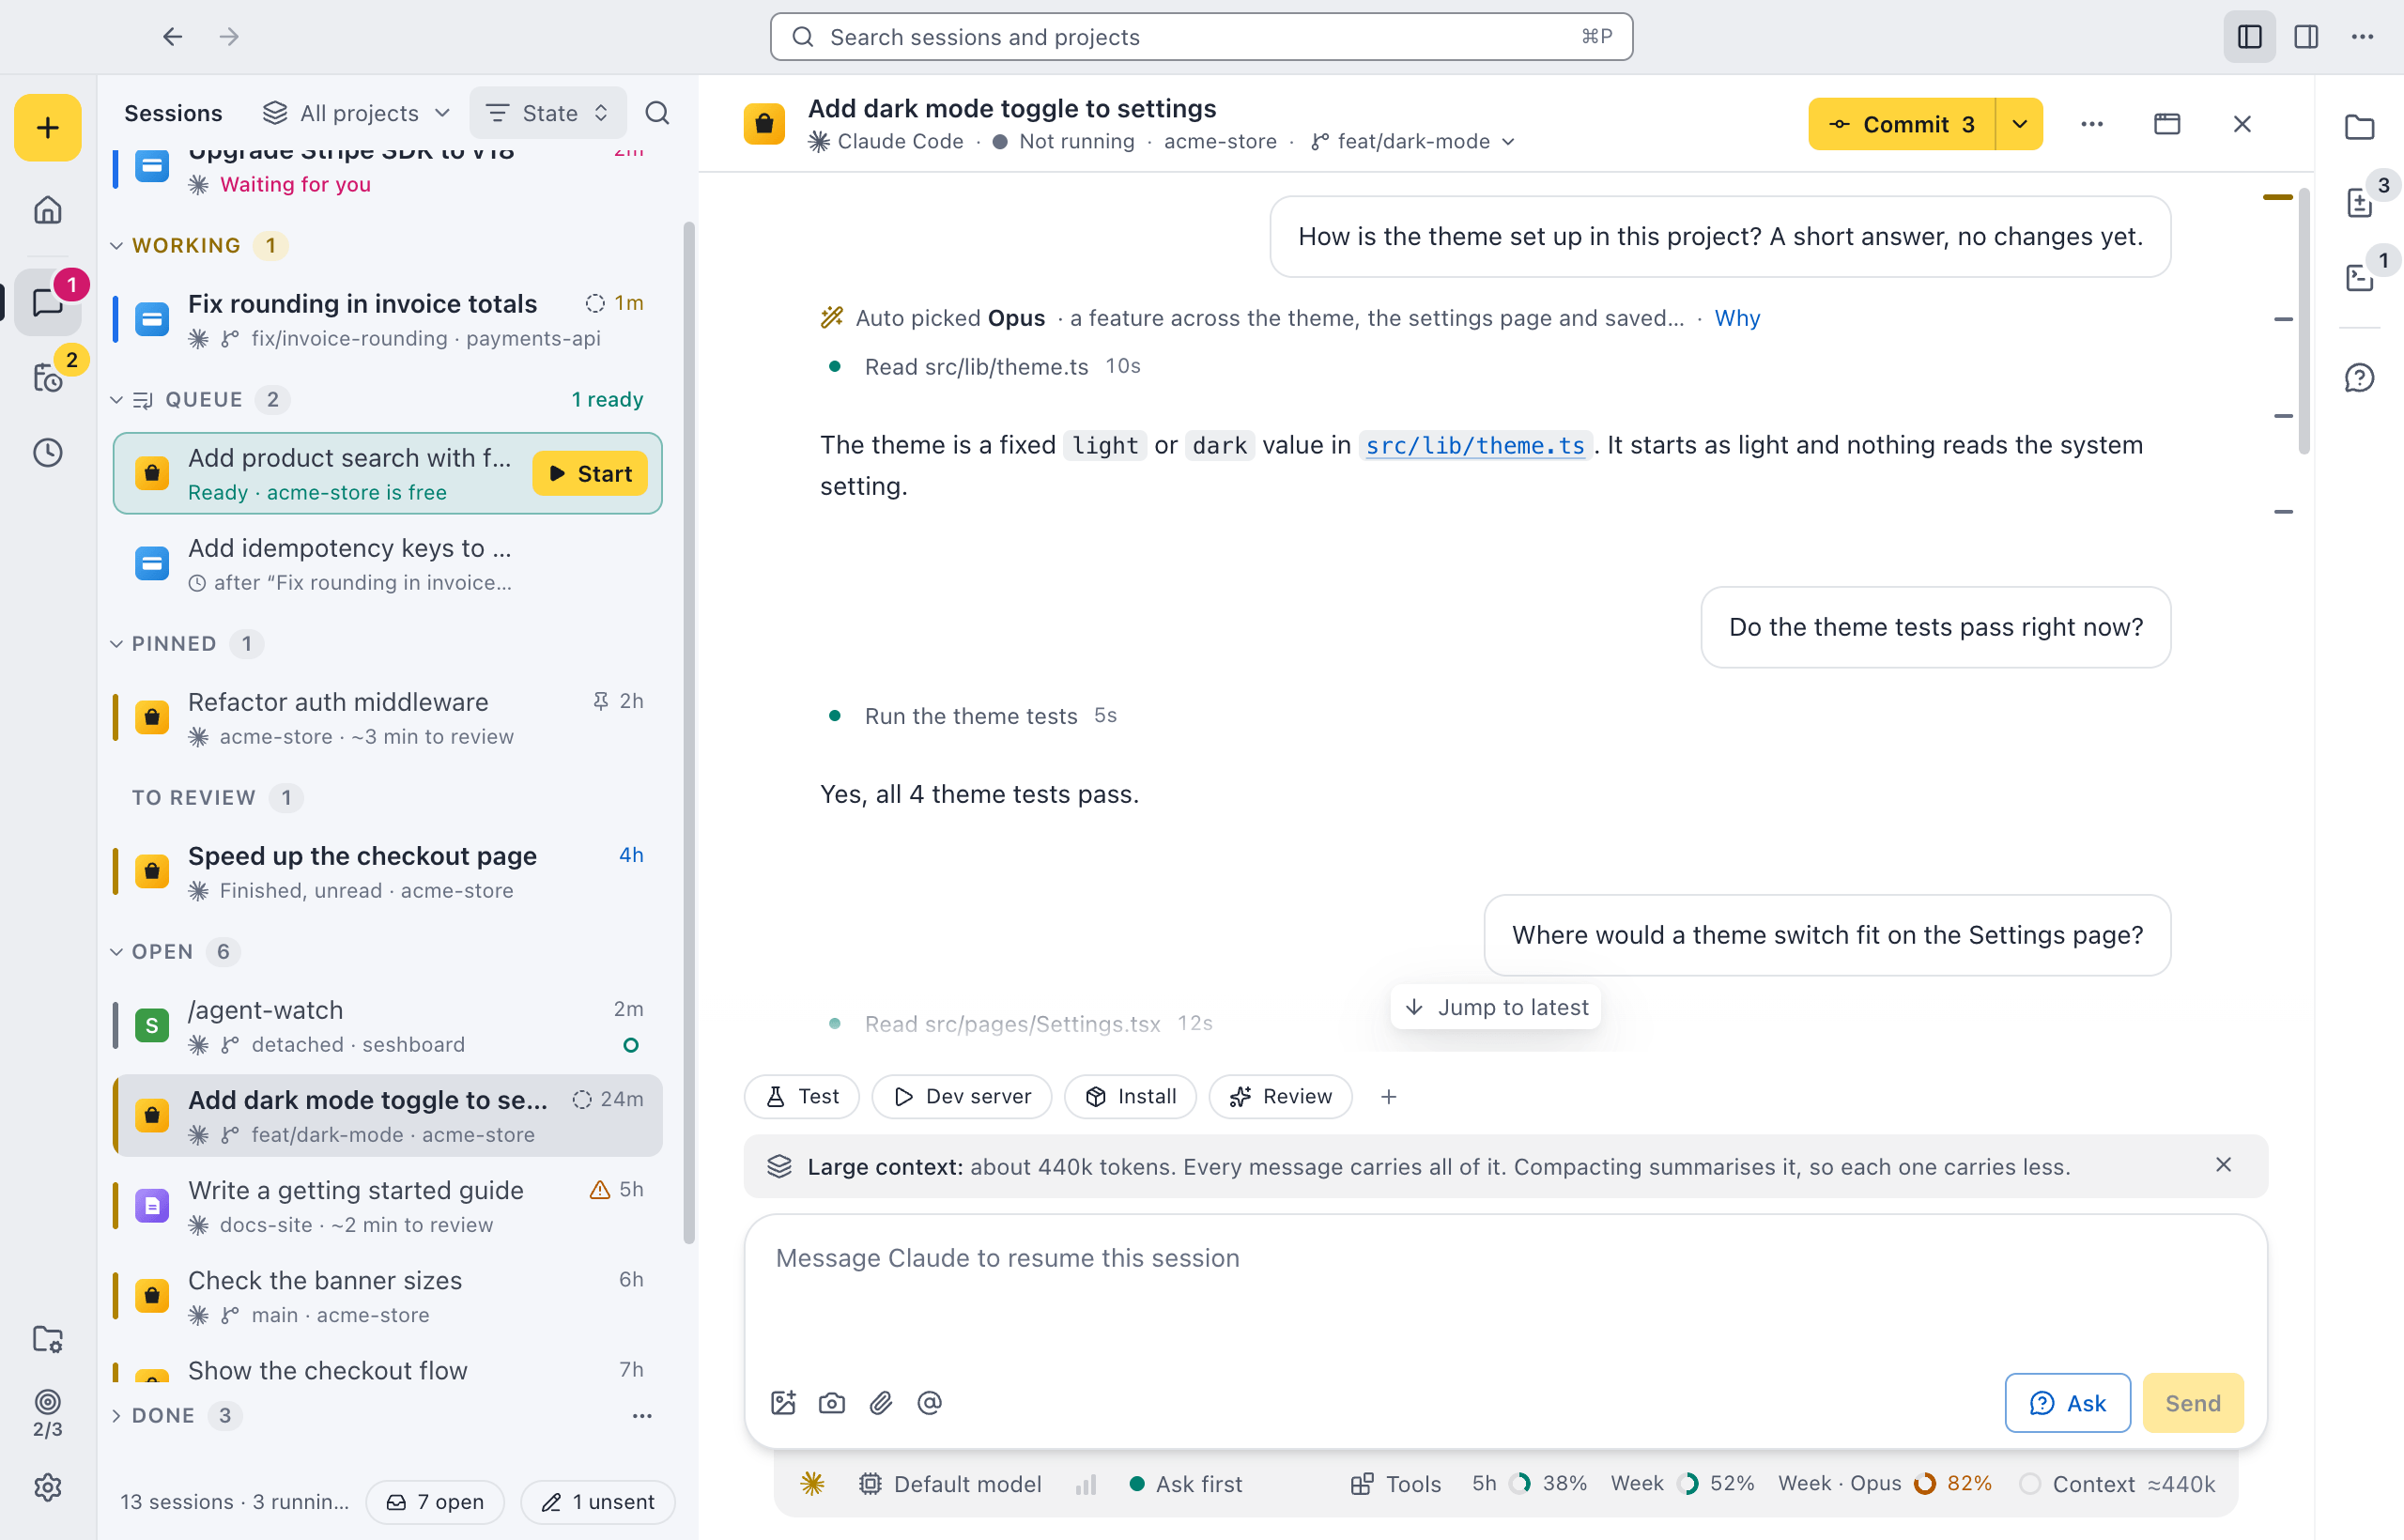 Search sessions and projects ⌘P
Sessions All projects State
Upgrade Stripe SDK to v18 2m
Waiting for you
WORKING 1
Fix rounding in invoice totals 1m
fix/invoice-rounding · payments-api
QUEUE 2 1 ready
Add product search with f...
Ready · acme-store is free
Start
Add idempotency keys to ...
after “Fix rounding in invoice...
PINNED 1
Refactor auth middleware 2h
acme-store · ~3 min to review
TO REVIEW 1
Speed up the checkout page 4h
Finished, unread · acme-store
OPEN 6
S
/agent-watch 2m
detached · seshboard
Add dark mode toggle to se... 24m
feat/dark-mode · acme-store
Write a getting started guide 5h
docs-site · ~2 min to review
Check the banner sizes 6h
main · acme-store
Show the checkout flow 7h
DONE 3
13 sessions · 3 runnin... 7 open 1 unsent
1
2
2/3
Add dark mode toggle to settings
Claude Code · Not running · acme-store · feat/dark-mode
Commit 3
How is the theme set up in this project? A short answer, no changes yet.
Auto picked Opus · a feature across the theme, the settings page and saved... · Why
Read src/lib/theme.ts 10s
The theme is a fixed light or dark value in src/lib/theme.ts. It starts as light and nothing reads the system
setting.
Do the theme tests pass right now?
Run the theme tests 5s
Yes, all 4 theme tests pass.
Where would a theme switch fit on the Settings page?
Read src/pages/Settings.tsx 12s
Jump to latest
Test Dev server Install Review
Large context: about 440k tokens. Every message carries all of it. Compacting summarises it, so each one carries less.
Message Claude to resume this session
Ask Send
Default model Ask first Tools 5h 38% Week 52% Week · Opus 82% Context ≈440k
3
1